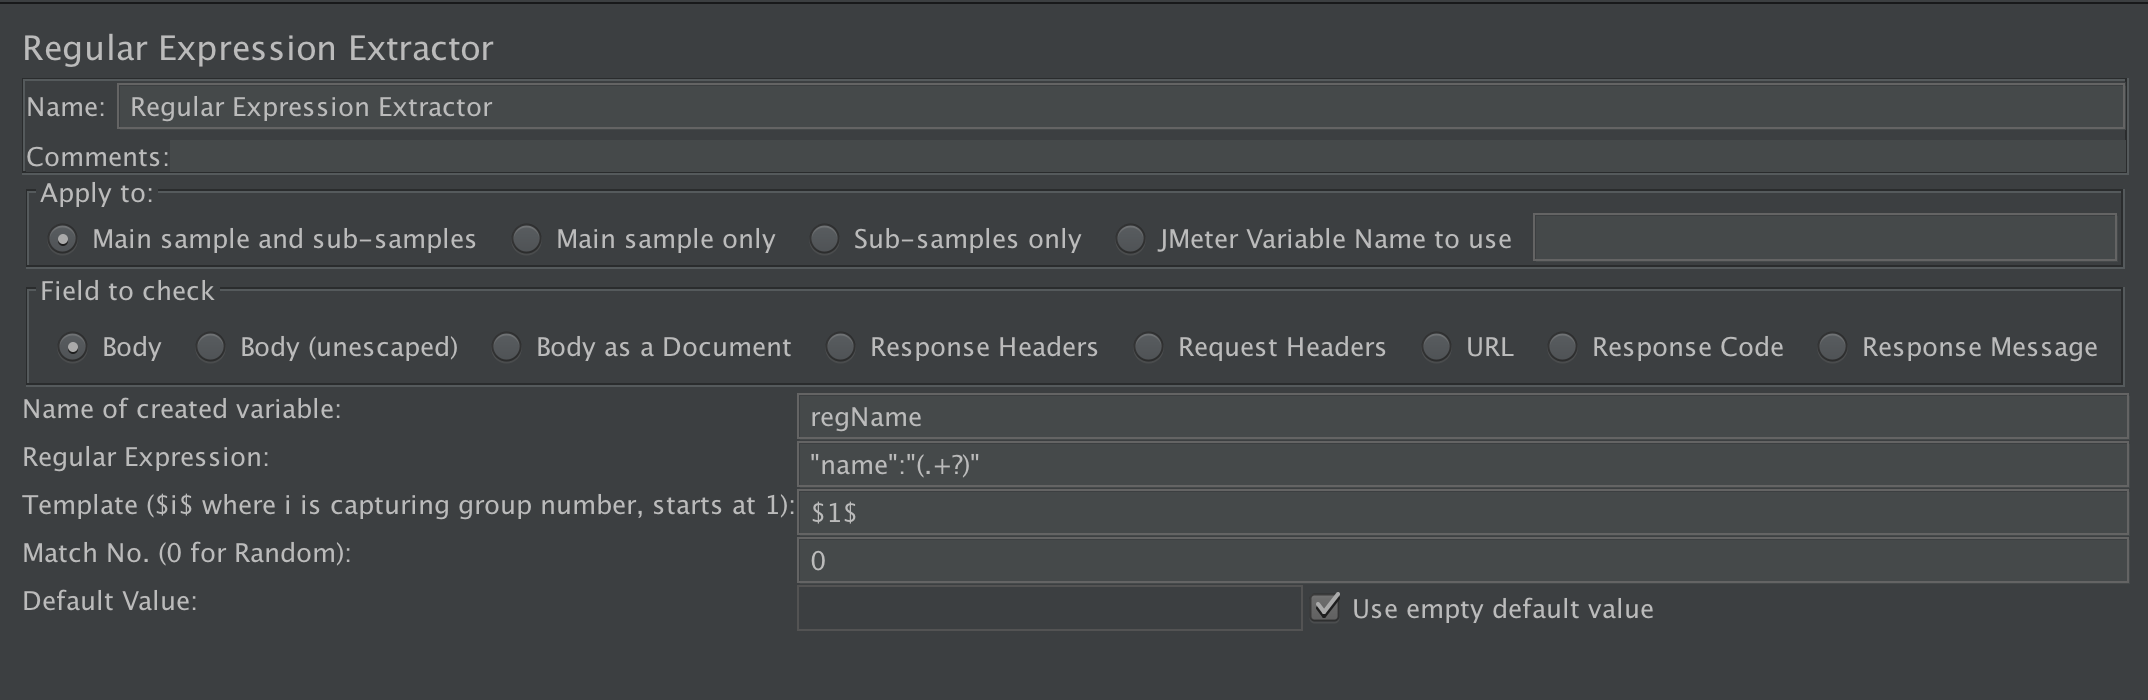 Regular Expression Extractor
Name: Regular Expression Extractor
Comments:
Apply to:
Main sample and sub-samples Main sample only Sub-samples only JMeter Variable Name to use
Field to check
Body Body (unescaped) Body as a Document Response Headers Request Headers URL Response Code Response Message
Name of created variable: regName
Regular Expression: "name":"(.+?)"
Template ($i$ where i is capturing group number, starts at 1): $1$
Match No. (0 for Random): 0
Default Value: Use empty default value